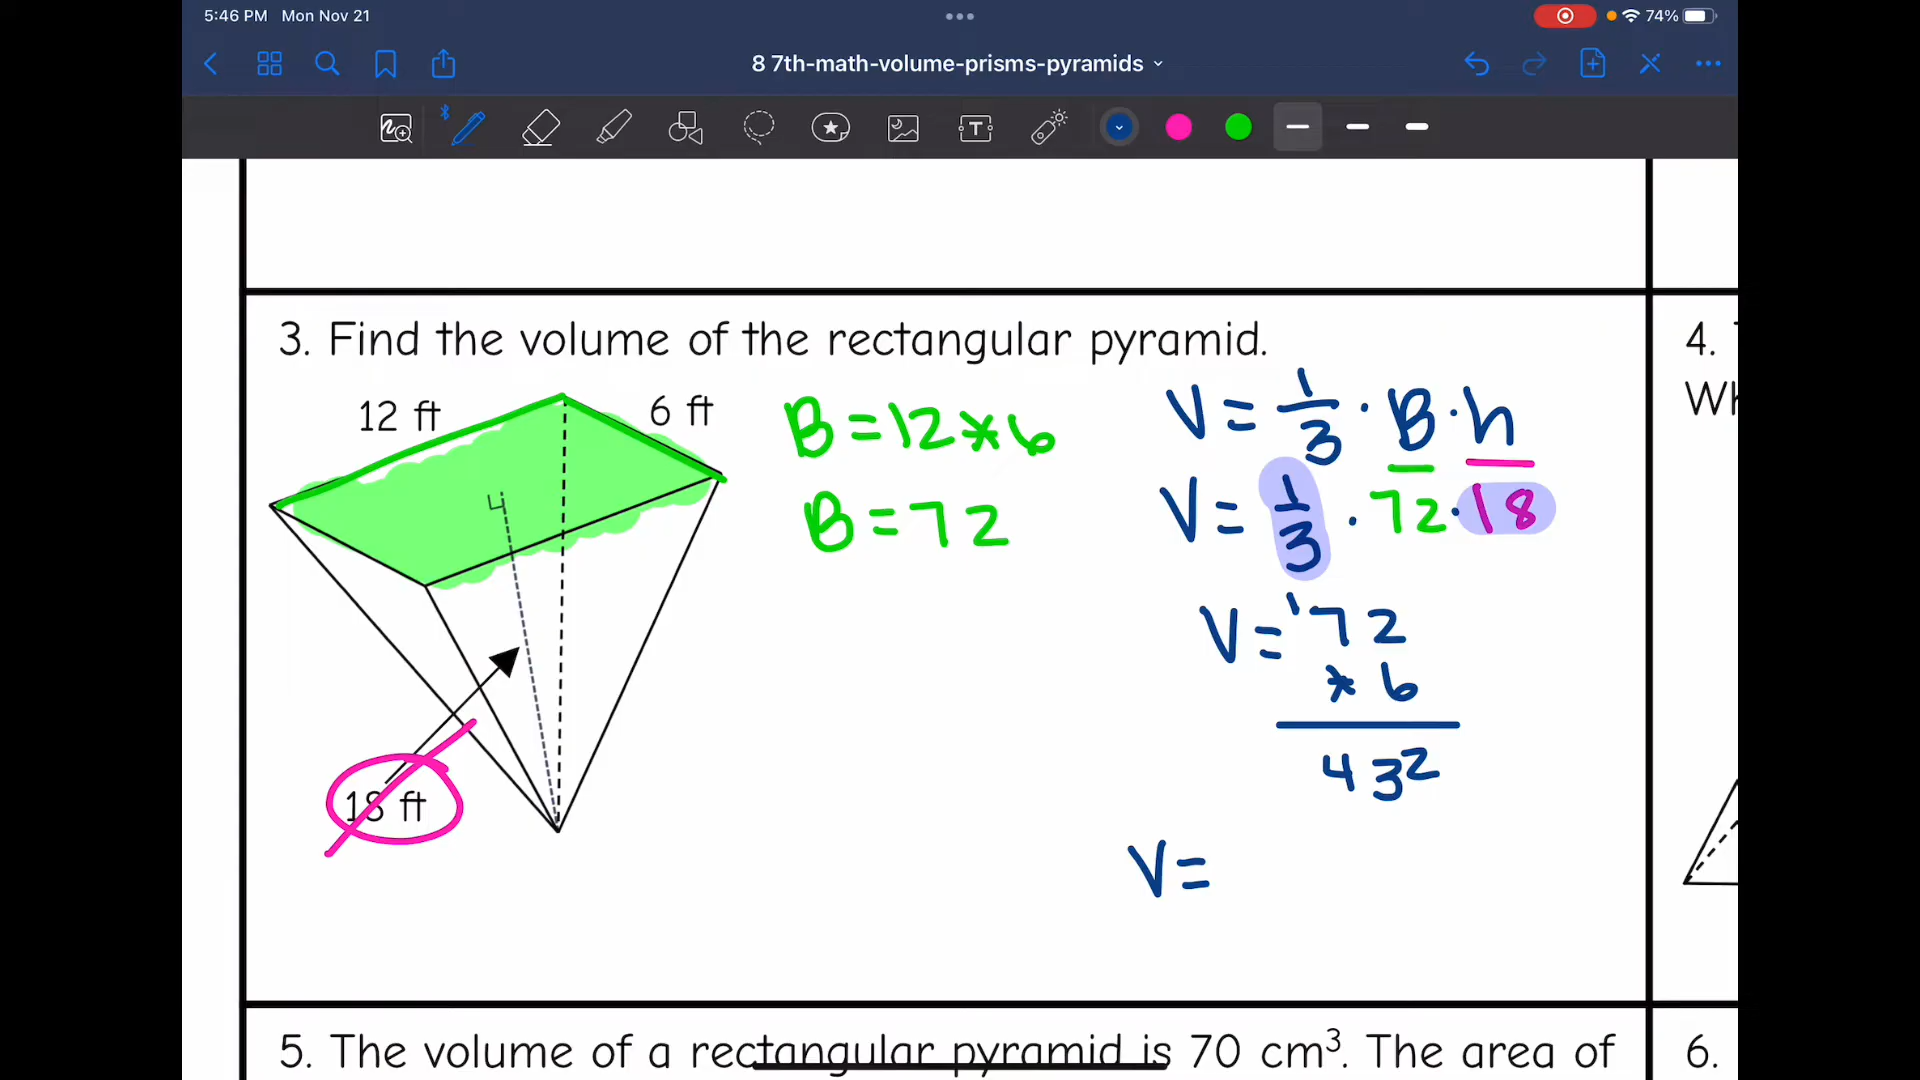 5:46 PM Mon Nov 21
74%
8 7th-math-volume-prisms-pyramids
3. Find the volume of the rectangular pyramid.
12 ft
6 ft
18 ft
B = 12 * 6
B = 72
V = 1/3 · B · h
V = 1/3 · 72 · 18
V = ¹72
* 6
432
V =
4.
Wh
5. The volume of a rectangular pyramid is 70 cm³. The area of
6.